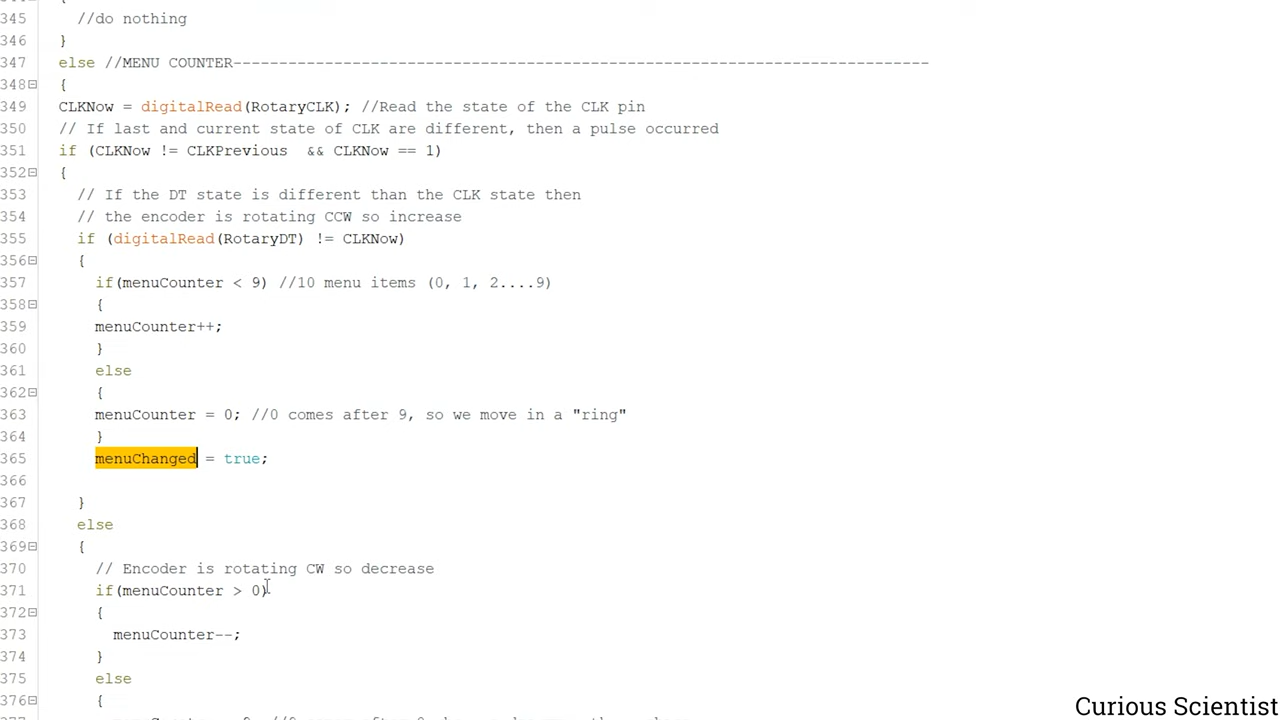 345 //do nothing
346 }
347 else //MENU COUNTER----------------------------------------------------------------------------
348 {
349 CLKNow = digitalRead(RotaryCLK); //Read the state of the CLK pin
350 // If last and current state of CLK are different, then a pulse occurred
351 if (CLKNow != CLKPrevious  && CLKNow == 1)
352 {
353 // If the DT state is different than the CLK state then
354 // the encoder is rotating CCW so increase
355 if (digitalRead(RotaryDT) != CLKNow)
356 {
357 if(menuCounter < 9) //10 menu items (0, 1, 2....9)
358 {
359 menuCounter++;
360 }
361 else
362 {
363 menuCounter = 0; //0 comes after 9, so we move in a "ring"
364 }
365 menuChanged = true;
366
367 }
368 else
369 {
370 // Encoder is rotating CW so decrease
371 if(menuCounter > 0)
372 {
373 menuCounter--;
374 }
375 else
376 {
Curious Scientist